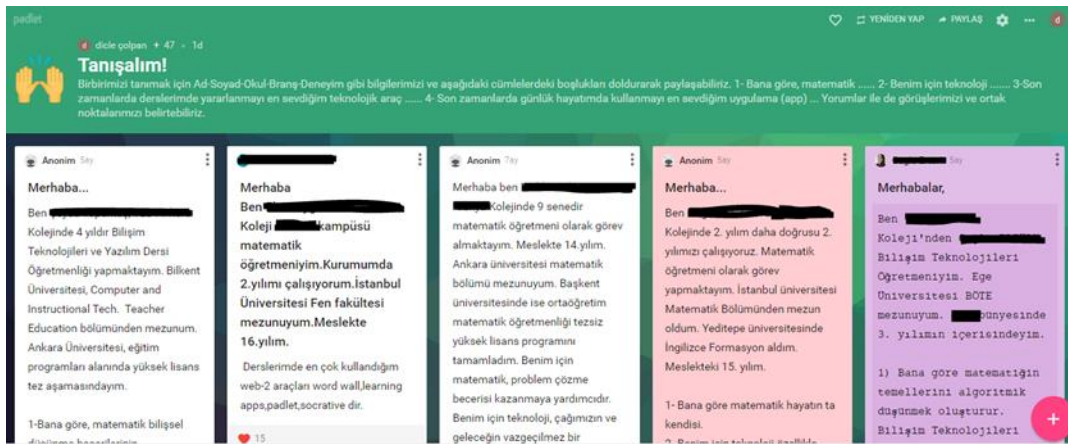 padlet
YENİDEN YAP
PAYLAŞ
d
d dicle çolpan + 47 • 1d
Tanışalım!
Birbirimizi tanımak için Ad-Soyad-Okul-Branş-Deneyim gibi bilgilerimizi ve aşağıdaki cümlelerdeki boşlukları doldurarak paylaşabiliriz. 1- Bana göre, matematik ...... 2- Benim için teknoloji ....... 3-Son
zamanlarda derslerimde yararlanmayı en sevdiğim teknolojik araç ...... 4- Son zamanlarda günlük hayatımda kullanmayı en sevdiğim uygulama (app) ... Yorumlar ile de görüşlerimizi ve ortak
noktalarımızı belirtebiliriz.
Anonim 5ay
Merhaba...
Ben
Kolejinde 4 yıldır Bilişim
Teknolojileri ve Yazılım Dersi
Öğretmenliği yapmaktayım. Bilkent
Üniversitesi, Computer and
Instructional Tech. Teacher
Education bölümünden mezunum.
Ankara Üniversitesi, eğitim
programları alanında yüksek lisans
tez aşamasındayım.
1-Bana göre, matematik bilişsel
düşünme becerilerinin
Merhaba
Ben
Koleji kampüsü
matematik
öğretmeniyim.Kurumumda
2.yılımı çalışıyorum.İstanbul
Üniversitesi Fen fakültesi
mezunuyum.Meslekte
16.yılım.
Derslerimde en çok kullandığım
web-2 araçları word wall,learning
apps,padlet,socrative dir.
15
Anonim 7ay
Merhaba ben
Kolejinde 9 senedir
matematik öğretmeni olarak görev
almaktayım. Meslekte 14.yılım.
Ankara üniversitesi matematik
bölümü mezunuyum. Başkent
üniversitesinde ise ortaöğretim
matematik öğretmenliği tezsiz
yüksek lisans programını
tamamladım. Benim için
matematik, problem çözme
becerisi kazanmaya yardımcıdır.
Benim için teknoloji, çağımızın ve
geleceğin vazgeçilmez bir
Anonim 5ay
Merhaba...
Ben
Kolejinde 2. yılım daha doğrusu 2.
yılımızı çalışıyoruz. Matematik
öğretmeni olarak görev
yapmaktayım. İstanbul üniversitesi
Matematik Bölümünden mezun
oldum. Yeditepe üniversitesinde
İngilizce Formasyon aldım.
Meslekteki 15. yılım.
1- Bana göre matematik hayatın ta
kendisi.
2- Benim için teknoloji özellikle
5ay
Merhabalar,
Ben
Koleji'nden
Bilişim Teknolojileri
Öğretmeniyim. Ege
Üniversitesi BÖTE
mezunuyum. bünyesinde
3. yılımın içerisindeyim.
1) Bana göre matematiğin
temellerini algoritmik
düşünmek oluşturur.
Bilişim Teknolojileri